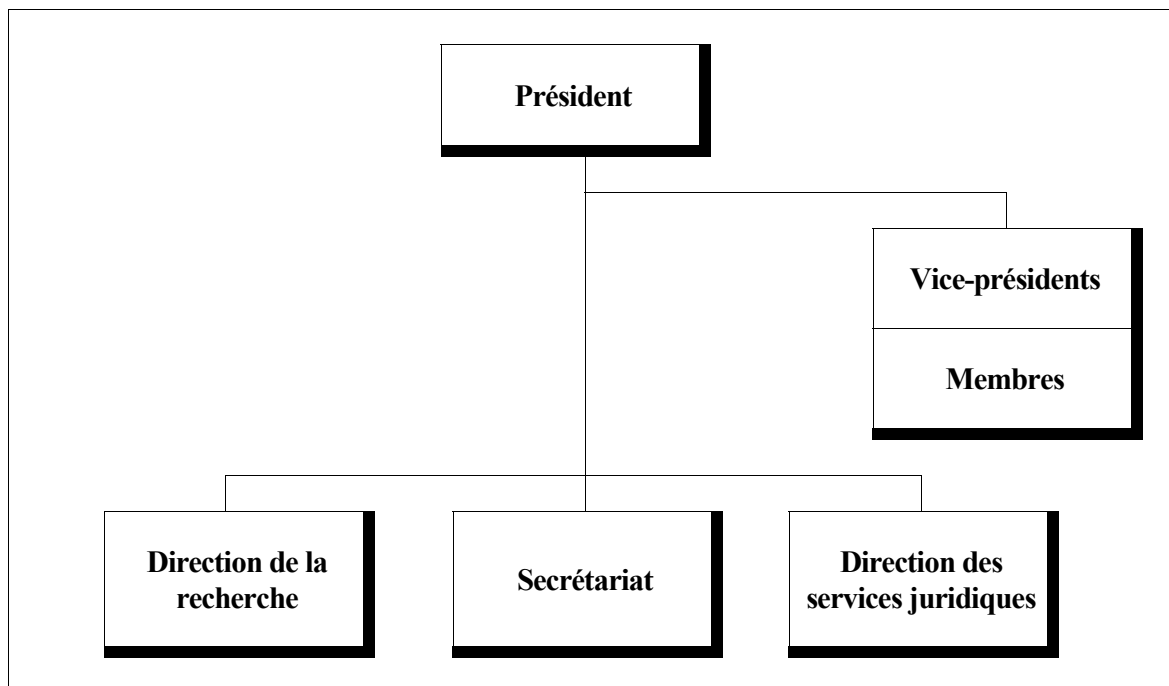 Président
Vice-présidents
Membres
Direction de la
recherche
Secrétariat
Direction des
services juridiques